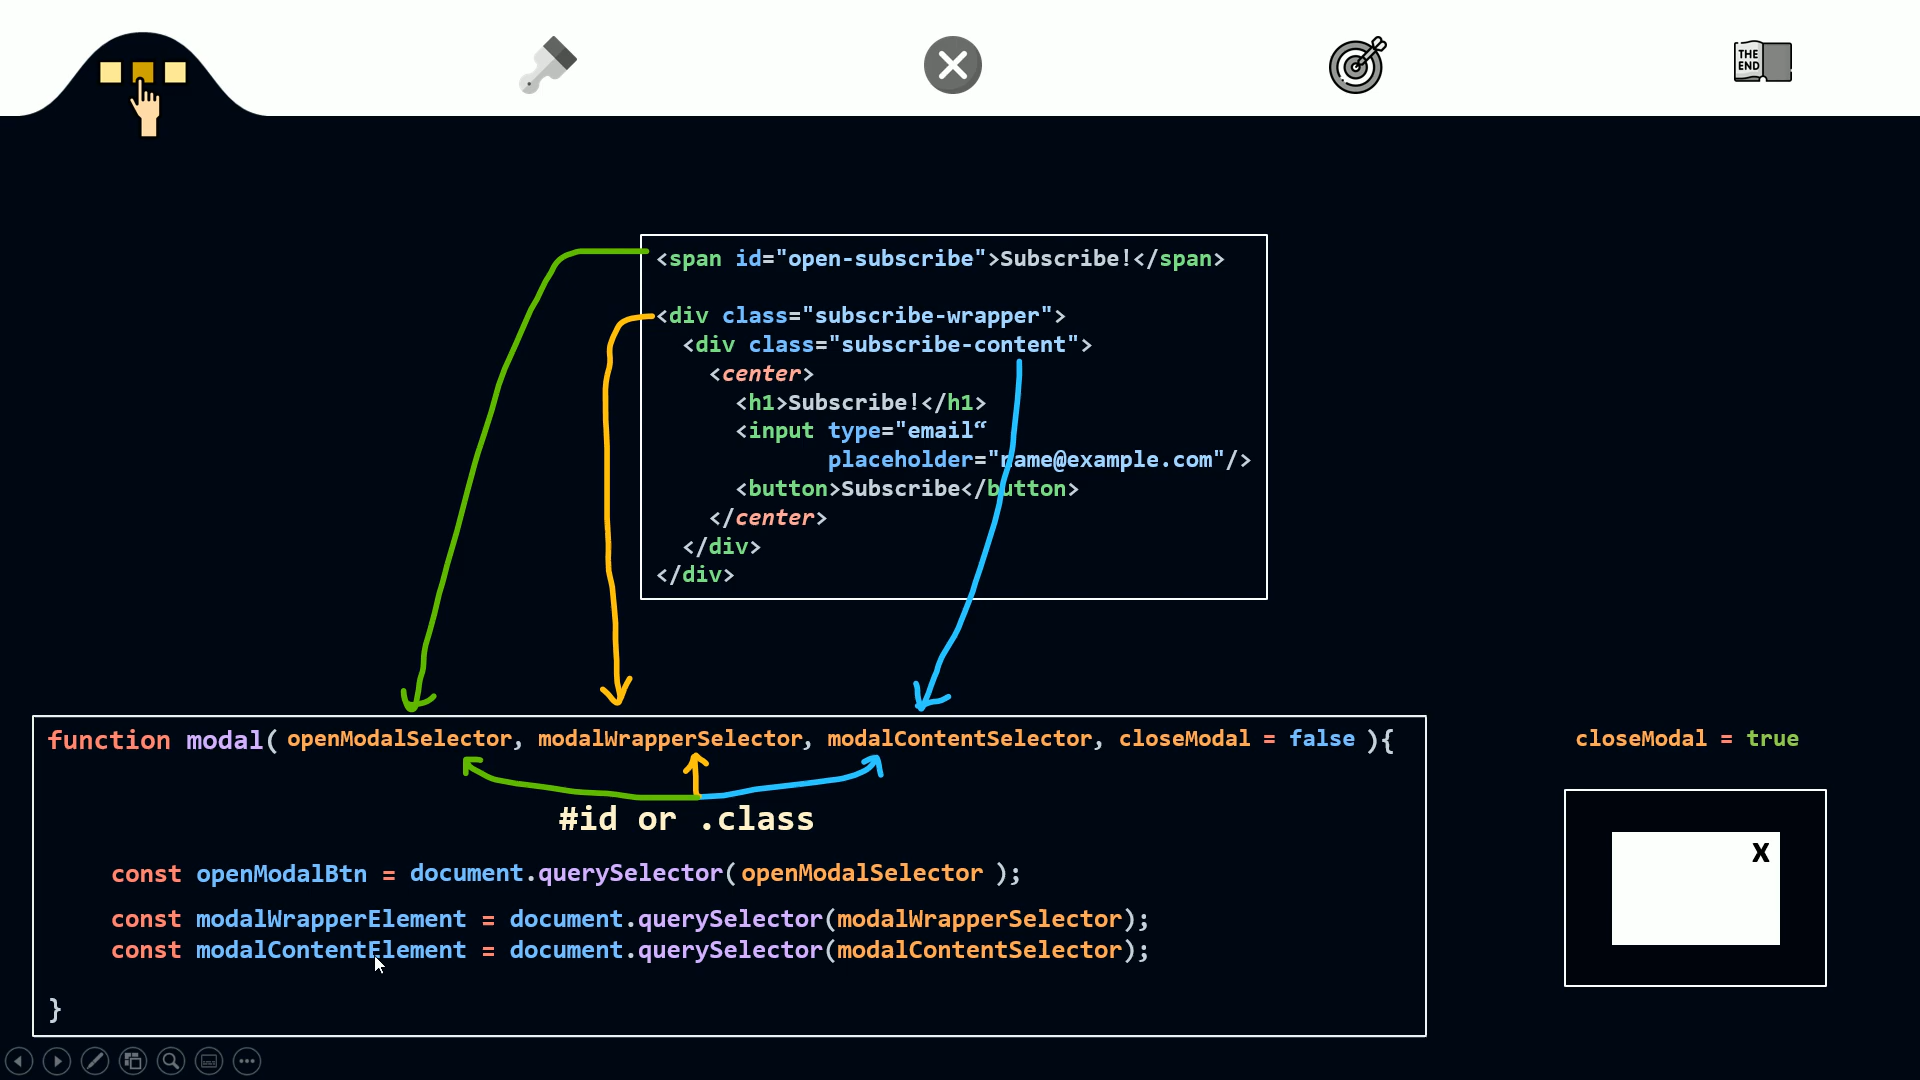 THE
END
<span id="open-subscribe">Subscribe!</span>
<div class="subscribe-wrapper">
<div class="subscribe-content">
<center>
<h1>Subscribe!</h1>
<input type="email“
placeholder="name@example.com"/>
<button>Subscribe</button>
</center>
</div>
</div>
function modal( openModalSelector, modalWrapperSelector, modalContentSelector, closeModal = false ){
#id or .class
const openModalBtn = document.querySelector( openModalSelector );
const modalWrapperElement = document.querySelector(modalWrapperSelector);
const modalContentElement = document.querySelector(modalContentSelector);
}
closeModal = true
X